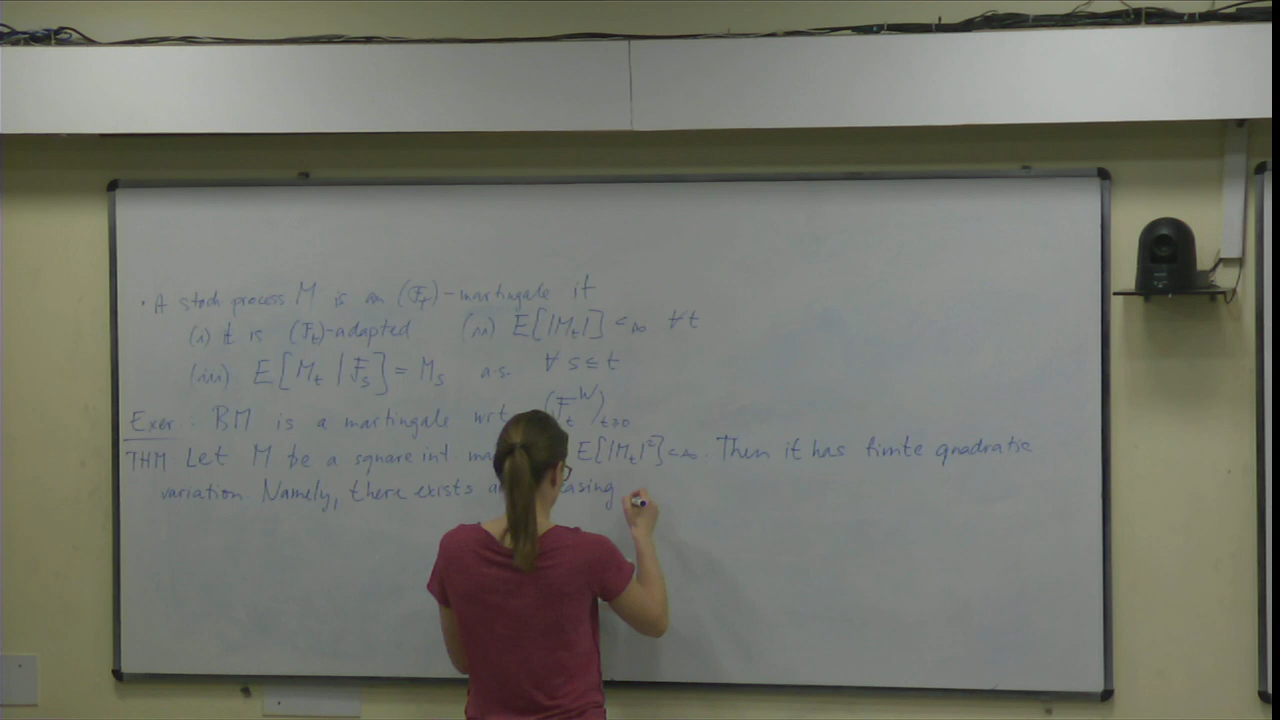 • A stoch process M is an (F_t)-martingale if
(i) it is (F_t)-adapted (ii) E[|M_t|] < ∞ ∀ t
(iii) E[M_t | F_s] = M_s a.s. ∀ s ≤ t
Exer : BM is a martingale wrt (F_t^W)_{t≥0}
THM Let M be a square int E[|M_t|^2] < ∞. Then it has finite quadratic
variation. Namely, there exists